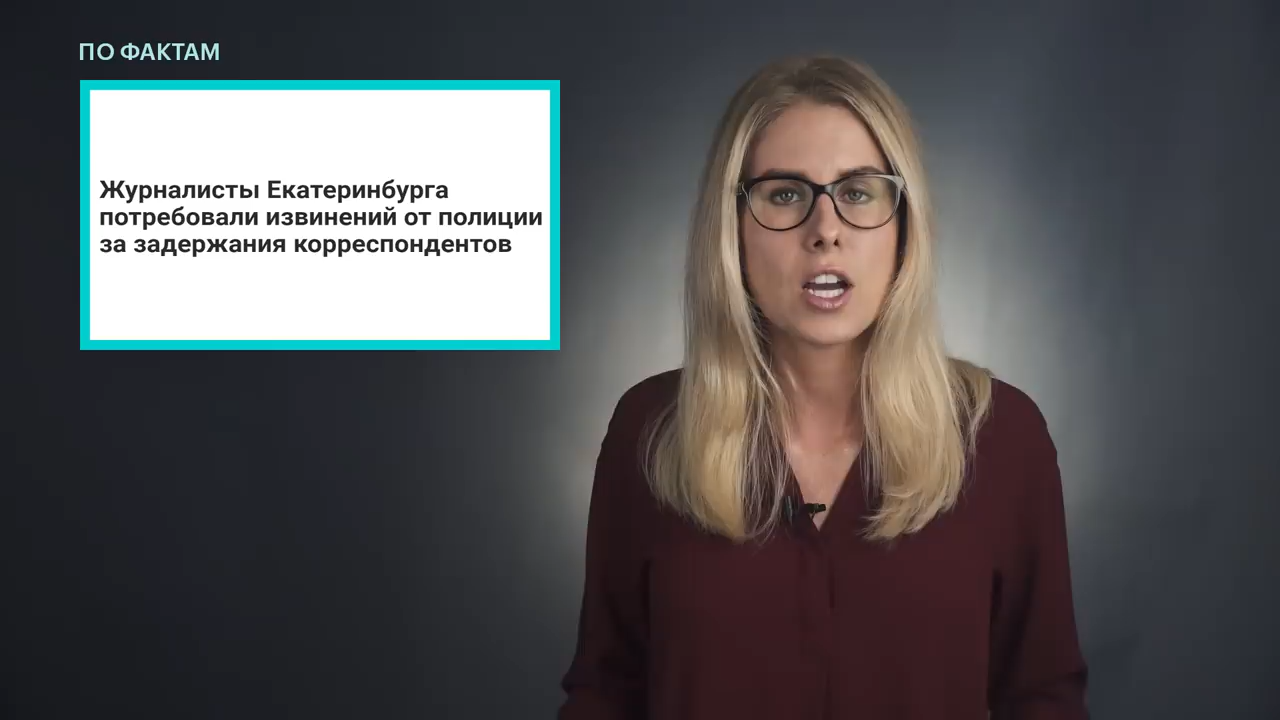 ПО ФАКТАМ
Журналисты Екатеринбурга
потребовали извинений от полиции
за задержания корреспондентов